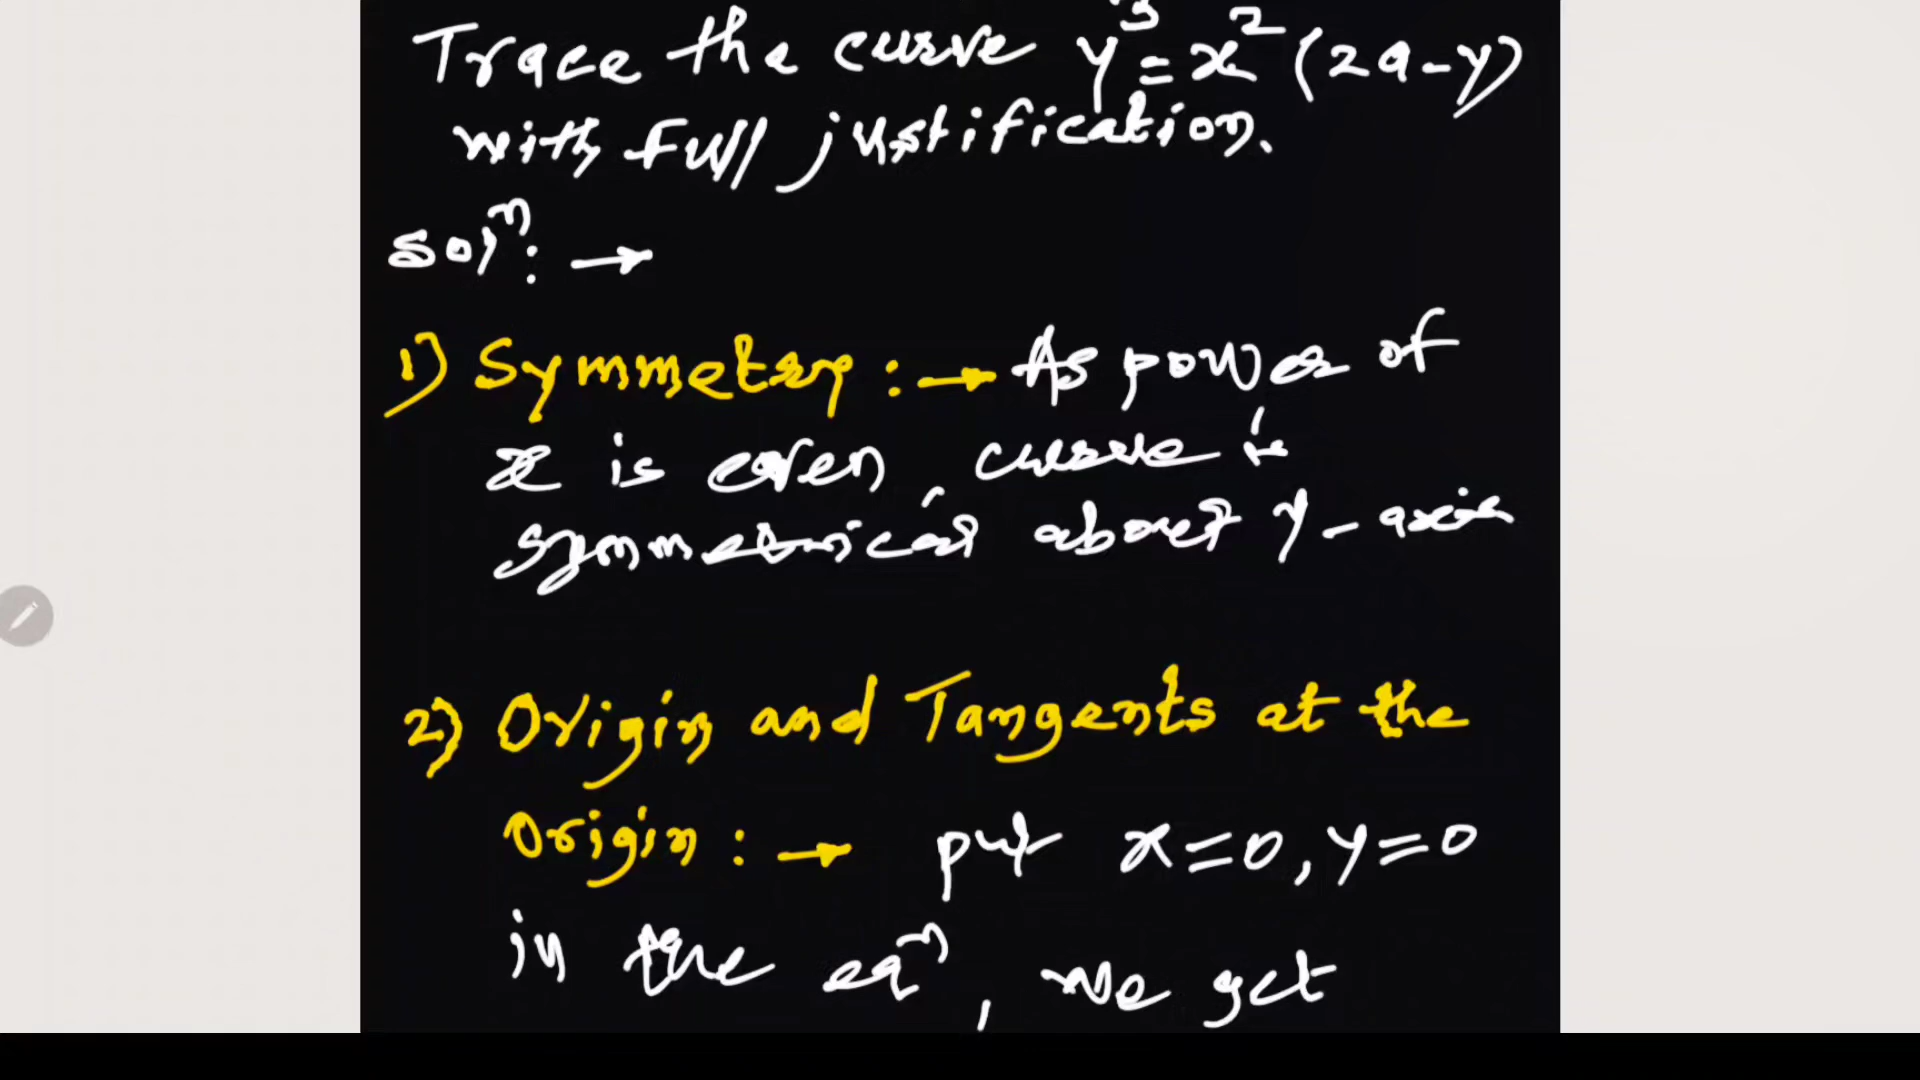 Trace the curve y³=x²(2a-y)
with full justification.
solⁿ: →
1) Symmetry: → As power of
x is even, curve is
symmetrical about y-axis
2) Origin and Tangents at the
Origin: → put x=0, y=0
in the eqⁿ, we get